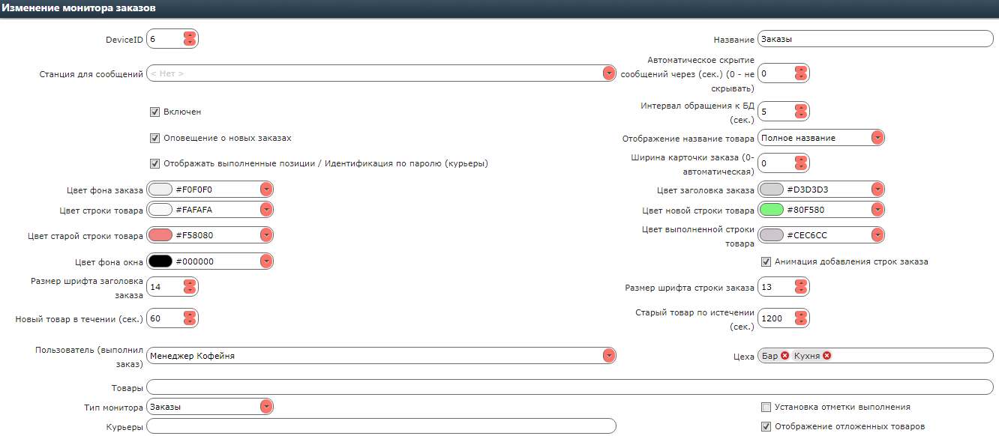 Изменение монитора заказов
DeviceID 6
Название Заказы
Станция для сообщений < Нет >
Автоматическое скрытие
сообщений через (сек.) (0 - не
скрывать) 0
Включен
Интервал обращения к БД
(сек.) 5
Оповещение о новых заказах
Отображение название товара Полное название
Отображать выполненные позиции / Идентификация по паролю (курьеры)
Ширина карточки заказа (0-
автоматическая) 0
Цвет фона заказа #F0F0F0
Цвет заголовка заказа #D3D3D3
Цвет строки товара #FAFAFA
Цвет новой строки товара #80F580
Цвет старой строки товара #F58080
Цвет выполненной строки
товара #CEC6CC
Цвет фона окна #000000
Анимация добавления строк заказа
Размер шрифта заголовка
заказа 14
Размер шрифта строки заказа 13
Новый товар в течении (сек.) 60
Старый товар по истечении
(сек.) 1200
Пользователь (выполнил
заказ) Менеджер Кофейня
Цеха Бар Кухня
Товары
Тип монитора Заказы
Установка отметки выполнения
Курьеры
Отображение отложенных товаров